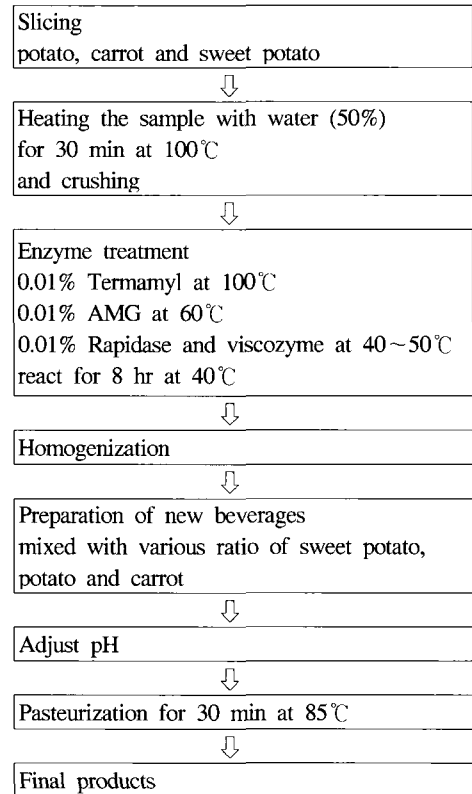 Slicing
potato, carrot and sweet potato
Heating the sample with water (50%)
for 30 min at 100℃
and crushing
Enzyme treatment
0.01% Termamyl at 100℃
0.01% AMG at 60℃
0.01% Rapidase and viscozyme at 40~50℃
react for 8 hr at 40℃
Homogenization
Preparation of new beverages
mixed with various ratio of sweet potato,
potato and carrot
Adjust pH
Pasteurization for 30 min at 85℃
Final products